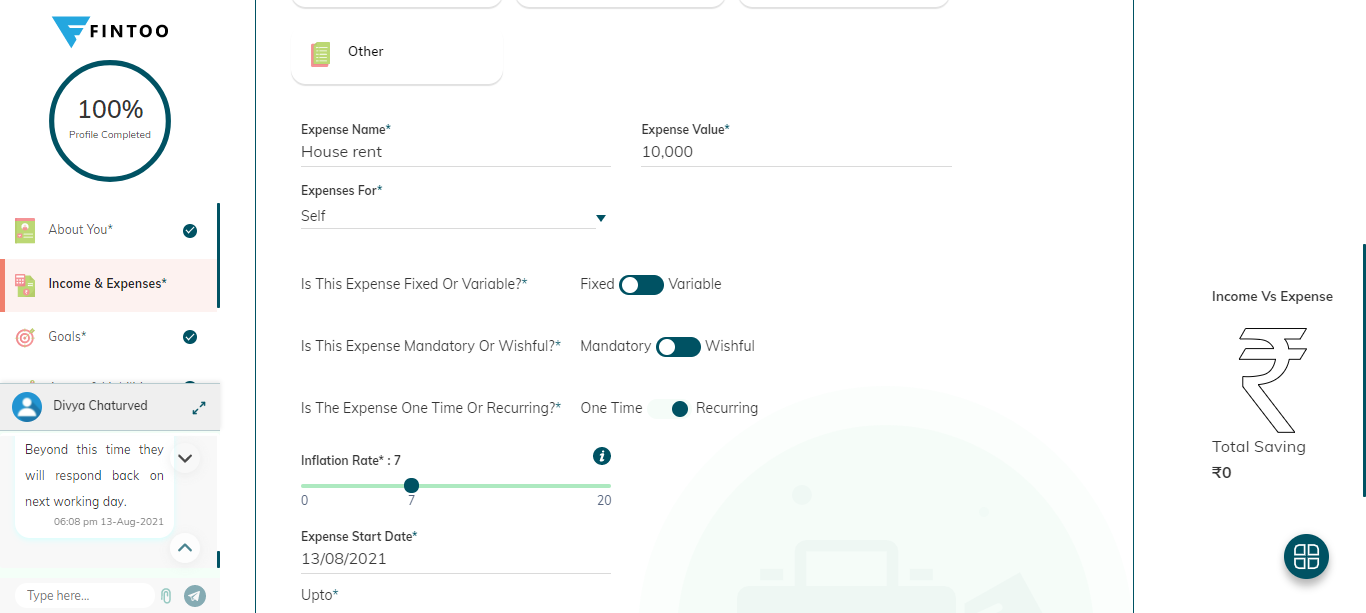 FINTOO
100%
Profile Completed
About You*
Income & Expenses*
Goals*
Divya Chaturved
Beyond this time they
will respond back on
next working day.
06:08 pm 13-Aug-2021
Type here...
Other
Expense Name*
House rent
Expense Value*
10,000
Expenses For*
Self
Is This Expense Fixed Or Variable?*
Fixed Variable
Is This Expense Mandatory Or Wishful?*
Mandatory Wishful
Is The Expense One Time Or Recurring?*
One Time Recurring
Inflation Rate* : 7
i
0 7 20
Expense Start Date*
13/08/2021
Upto*
Income Vs Expense
₹
Total Saving
₹0